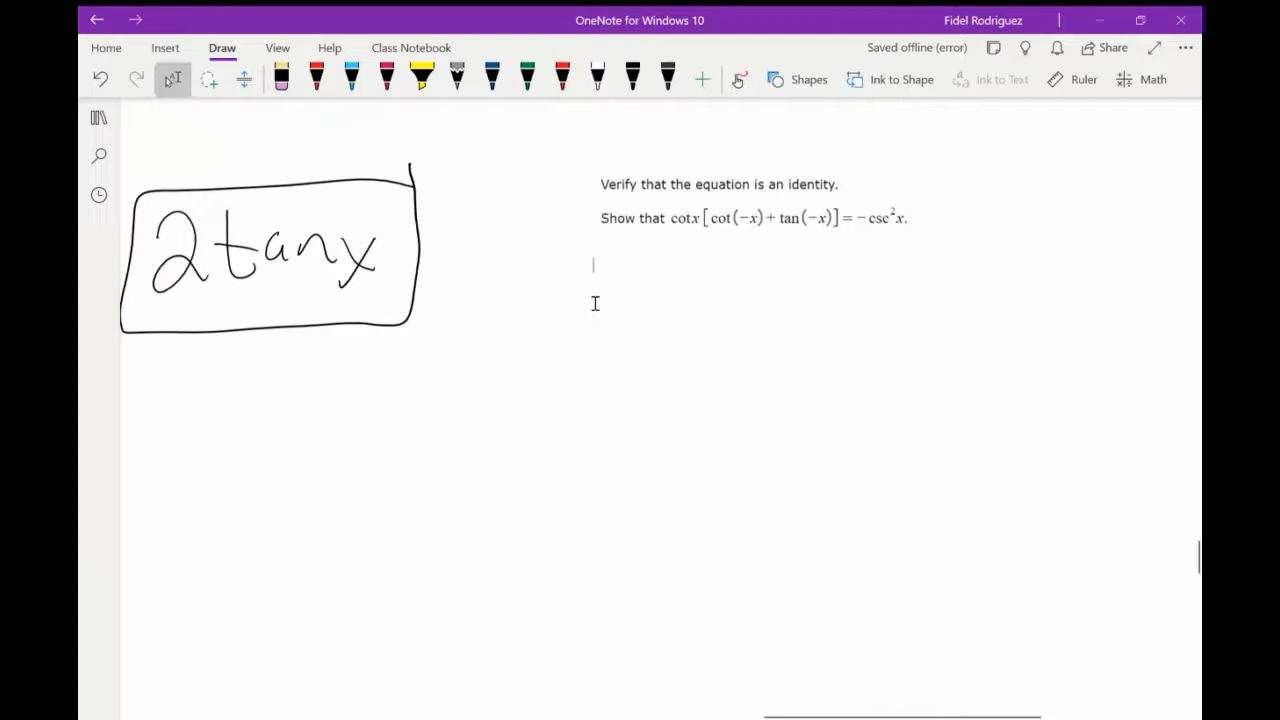 OneNote for Windows 10
Fidel Rodriguez
Home Insert Draw View Help Class Notebook
Saved offline (error)
Share
Shapes
Ink to Shape
Ink to Text
Ruler
Math
2tanx
Verify that the equation is an identity.
Show that cot x [cot(−x) + tan(−x)] = −csc²x.